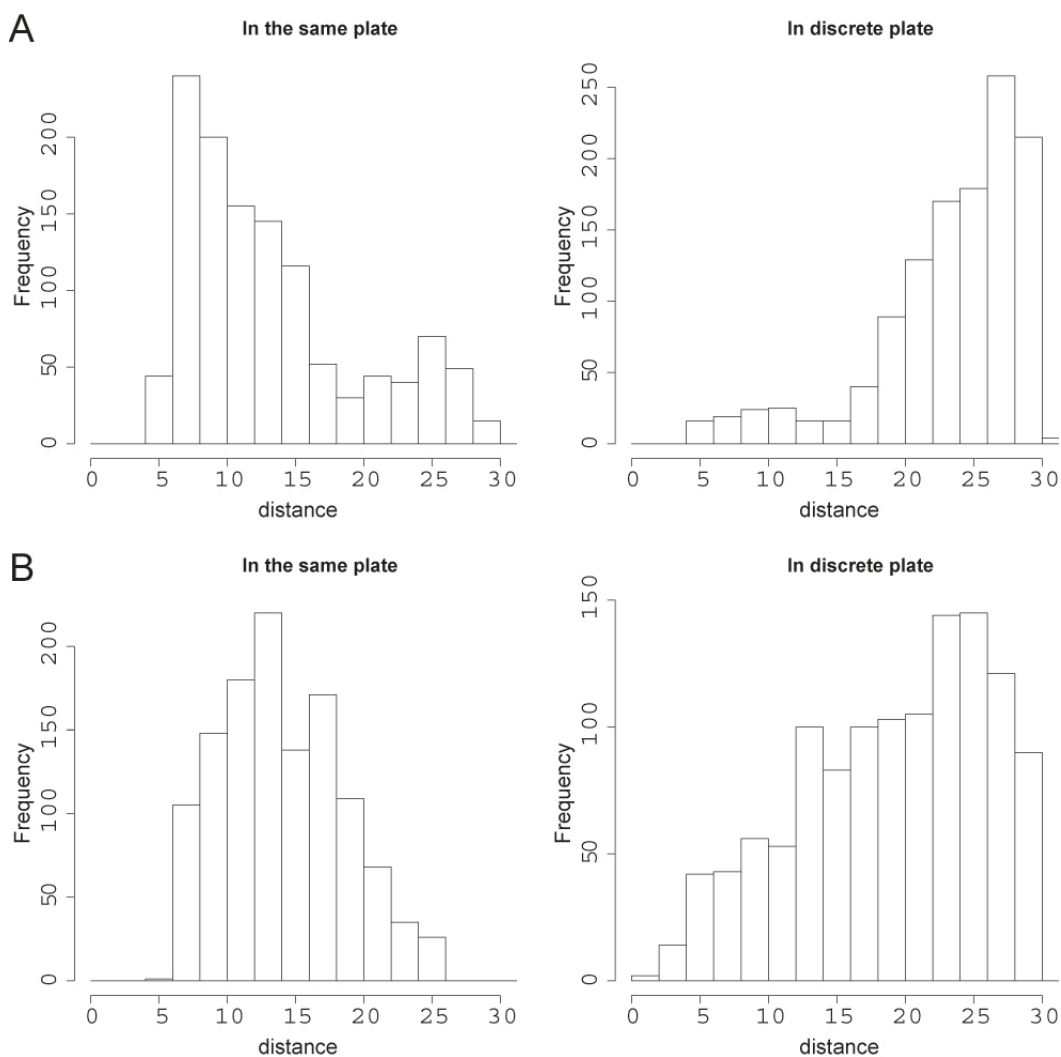 A
In the same plate
Frequency
0 50 100 150 200
0 5 10 15 20 25 30
distance
In discrete plate
Frequency
0 50 100 150 200 250
0 5 10 15 20 25 30
distance
B
In the same plate
Frequency
0 50 100 150 200
0 5 10 15 20 25 30
distance
In discrete plate
Frequency
0 50 100 150
0 5 10 15 20 25 30
distance